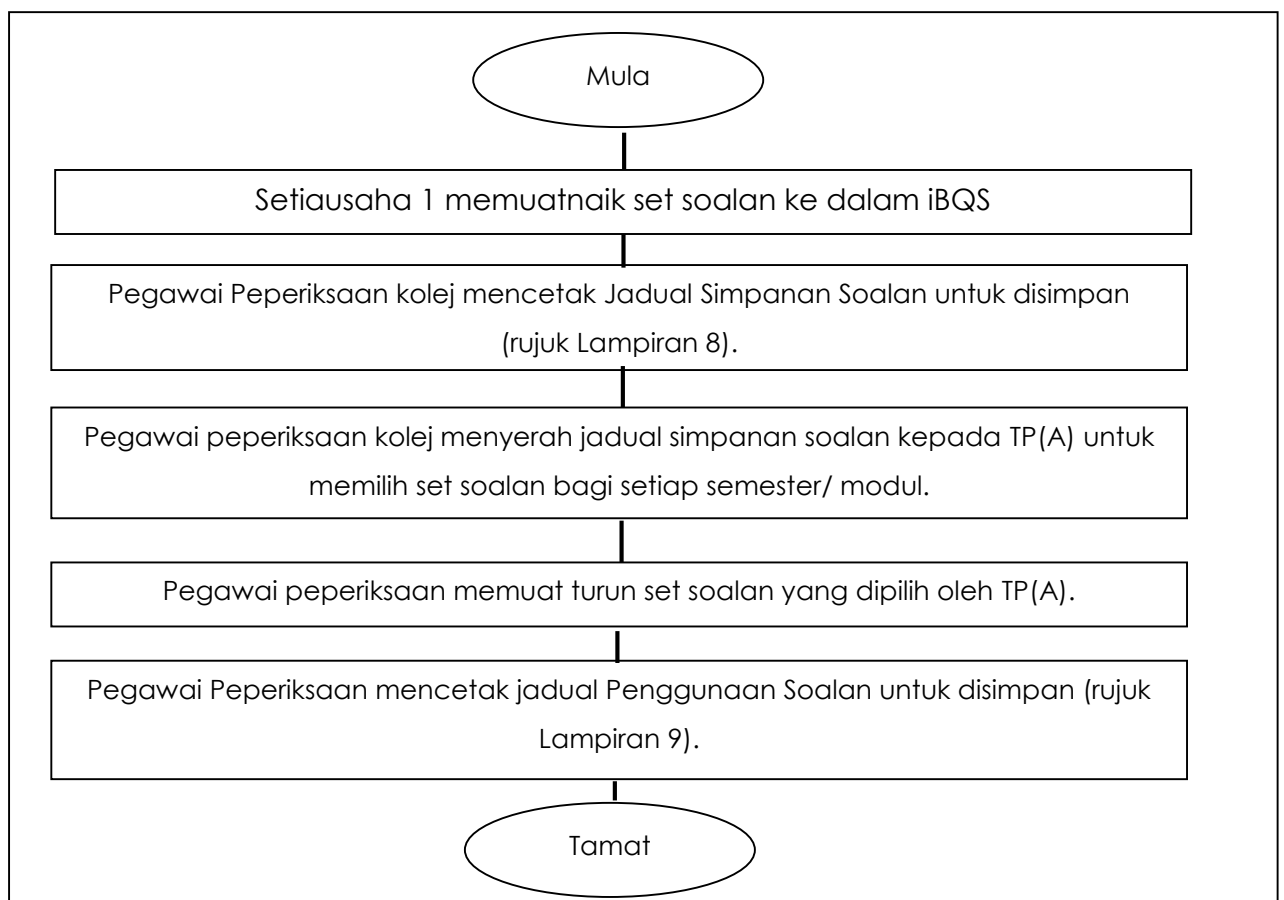 Mula
Setiausaha 1 memuatnaik set soalan ke dalam iBQS
Pegawai Peperiksaan kolej mencetak Jadual Simpanan Soalan untuk disimpan
(rujuk Lampiran 8).
Pegawai peperiksaan kolej menyerah jadual simpanan soalan kepada TP(A) untuk
memilih set soalan bagi setiap semester/ modul.
Pegawai peperiksaan memuat turun set soalan yang dipilih oleh TP(A).
Pegawai Peperiksaan mencetak jadual Penggunaan Soalan untuk disimpan (rujuk
Lampiran 9).
Tamat